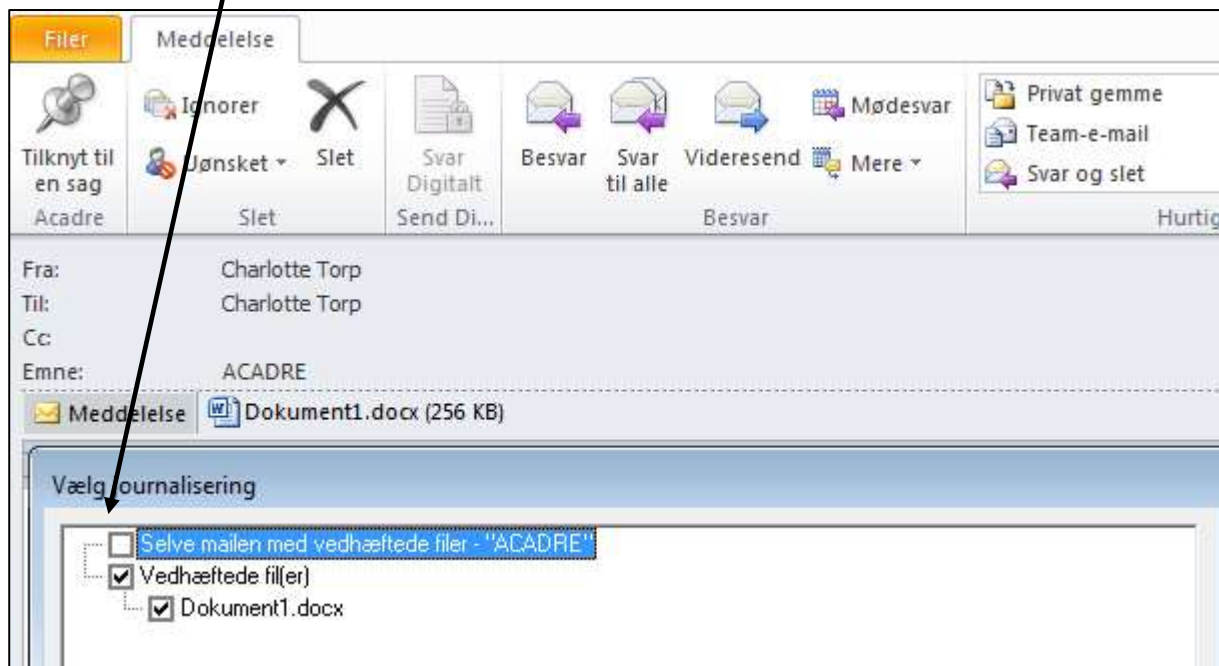 Filer Meddelelse
Tilknyt til en sag
Acadre
Ignorer
Uønsket
Slet
Slet
Svar Digitalt
Send Di...
Besvar
Svar til alle
Videresend
Mødesvar
Mere
Besvar
Privat gemme
Team-e-mail
Svar og slet
Hurtig
Fra: Charlotte Torp
Til: Charlotte Torp
Cc:
Emne: ACADRE
Meddelelse Dokument1.docx (256 KB)
Vælg journalisering
Selve mailen med vedhæftede filer - "ACADRE"
Vedhæftede fil(er)
Dokument1.docx